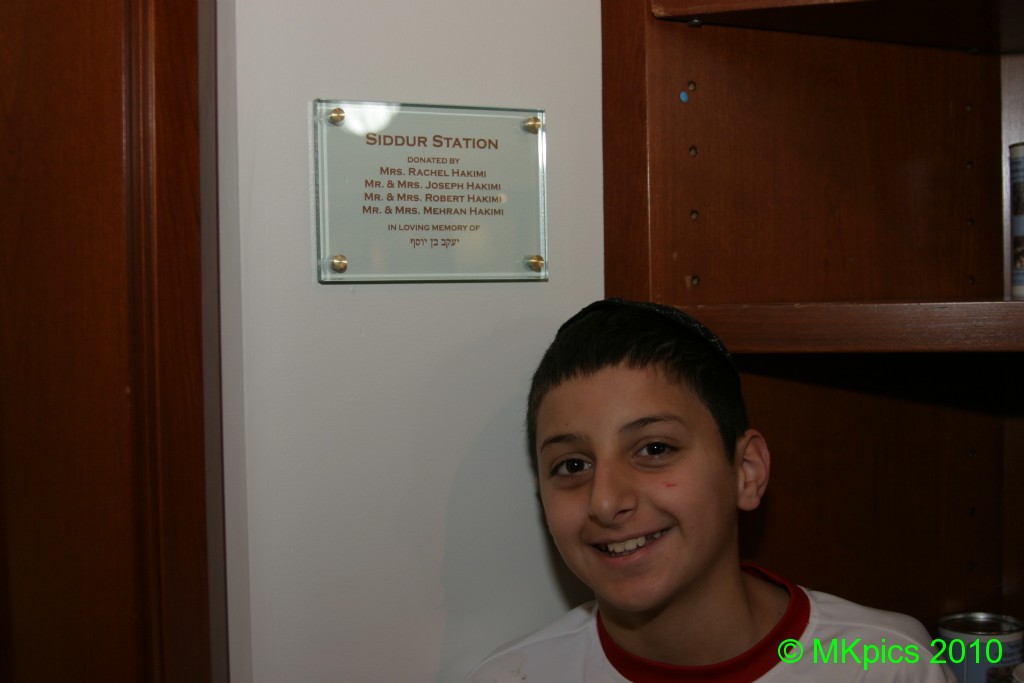 SIDDUR STATION
DONATED BY
MRS. RACHEL HAKIMI
MR. & MRS. JOSEPH HAKIMI
MR. & MRS. ROBERT HAKIMI
MR. & MRS. MEHRAN HAKIMI
IN LOVING MEMORY OF
יעקב בן יוסף
© MKpics 2010